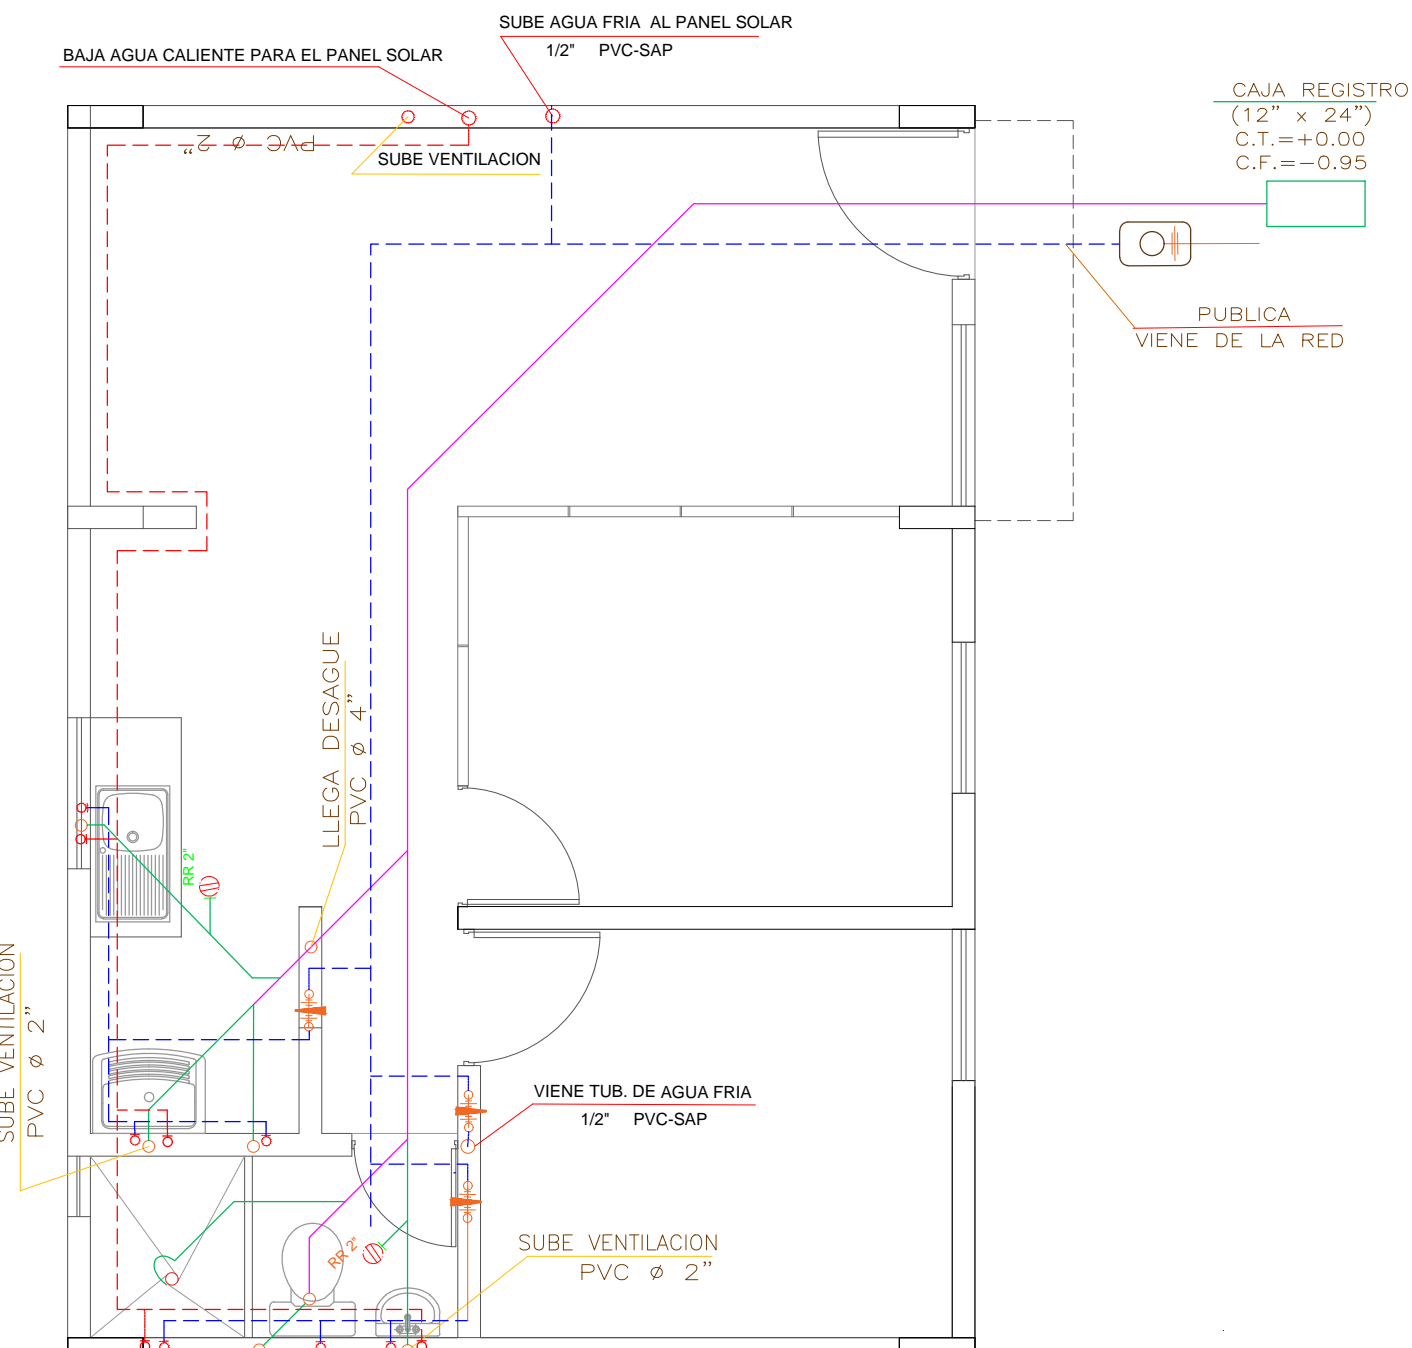 SUBE AGUA FRIA AL PANEL SOLAR
1/2" PVC-SAP
BAJA AGUA CALIENTE PARA EL PANEL SOLAR
CAJA REGISTRO
(12" x 24")
C.T.=+0.00
C.F.=-0.95
PVC ø 2"
SUBE VENTILACION
PUBLICA
VIENE DE LA RED
LLEGA DESAGUE
PVC ø 4"
RR 2"
SUBE VENTILACION
PVC ø 2"
VIENE TUB. DE AGUA FRIA
1/2" PVC-SAP
SUBE VENTILACION
PVC ø 2"
RR 2"